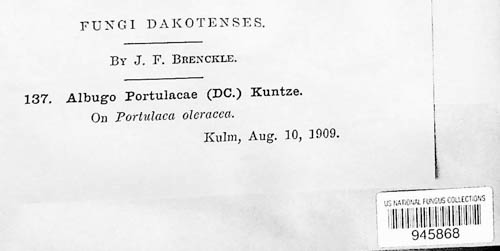 FUNGI DAKOTENSES.
BY J. F. BRENCKLE.
137. Albugo Portulacae (DC.) Kuntze.
On Portulaca oleracea.
Kulm, Aug. 10, 1909.
US NATIONAL FUNGUS COLLECTIONS
945868